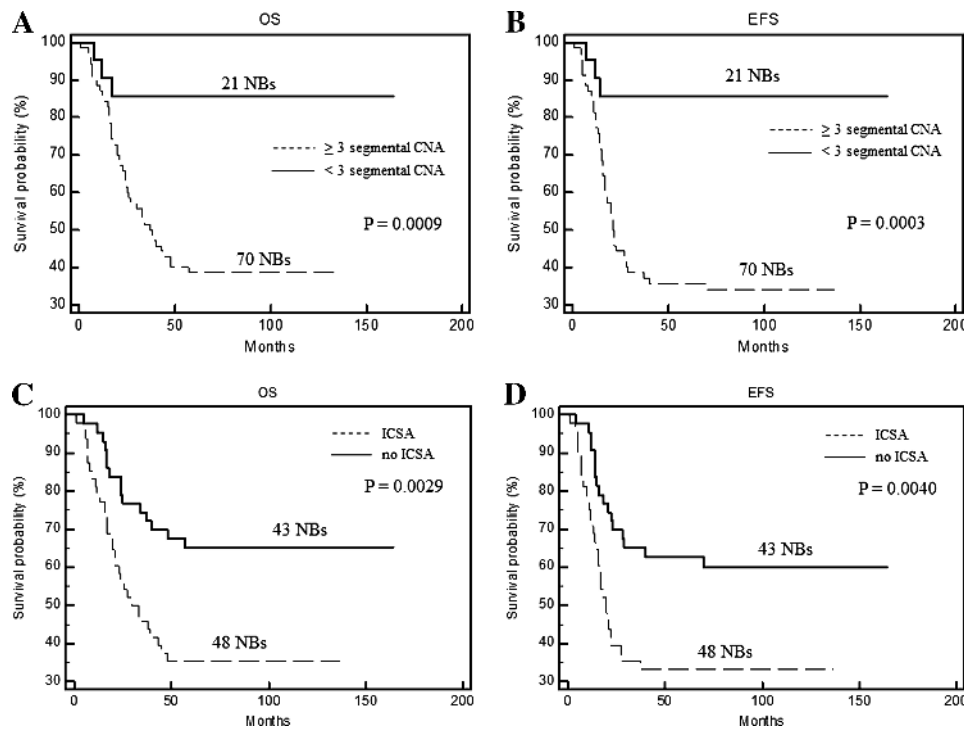 A
OS
Survival probability (%)
100
90
80
70
60
50
40
30
21 NBs
≥ 3 segmental CNA
< 3 segmental CNA
P = 0.0009
70 NBs
0 50 100 150 200
Months
B
EFS
Survival probability (%)
100
90
80
70
60
50
40
30
21 NBs
≥ 3 segmental CNA
< 3 segmental CNA
P = 0.0003
70 NBs
0 50 100 150 200
Months
C
OS
Survival probability (%)
100
90
80
70
60
50
40
30
ICSA
no ICSA
P = 0.0029
43 NBs
48 NBs
0 50 100 150 200
Months
D
EFS
Survival probability (%)
100
90
80
70
60
50
40
30
ICSA
no ICSA
P = 0.0040
43 NBs
48 NBs
0 50 100 150 200
Months